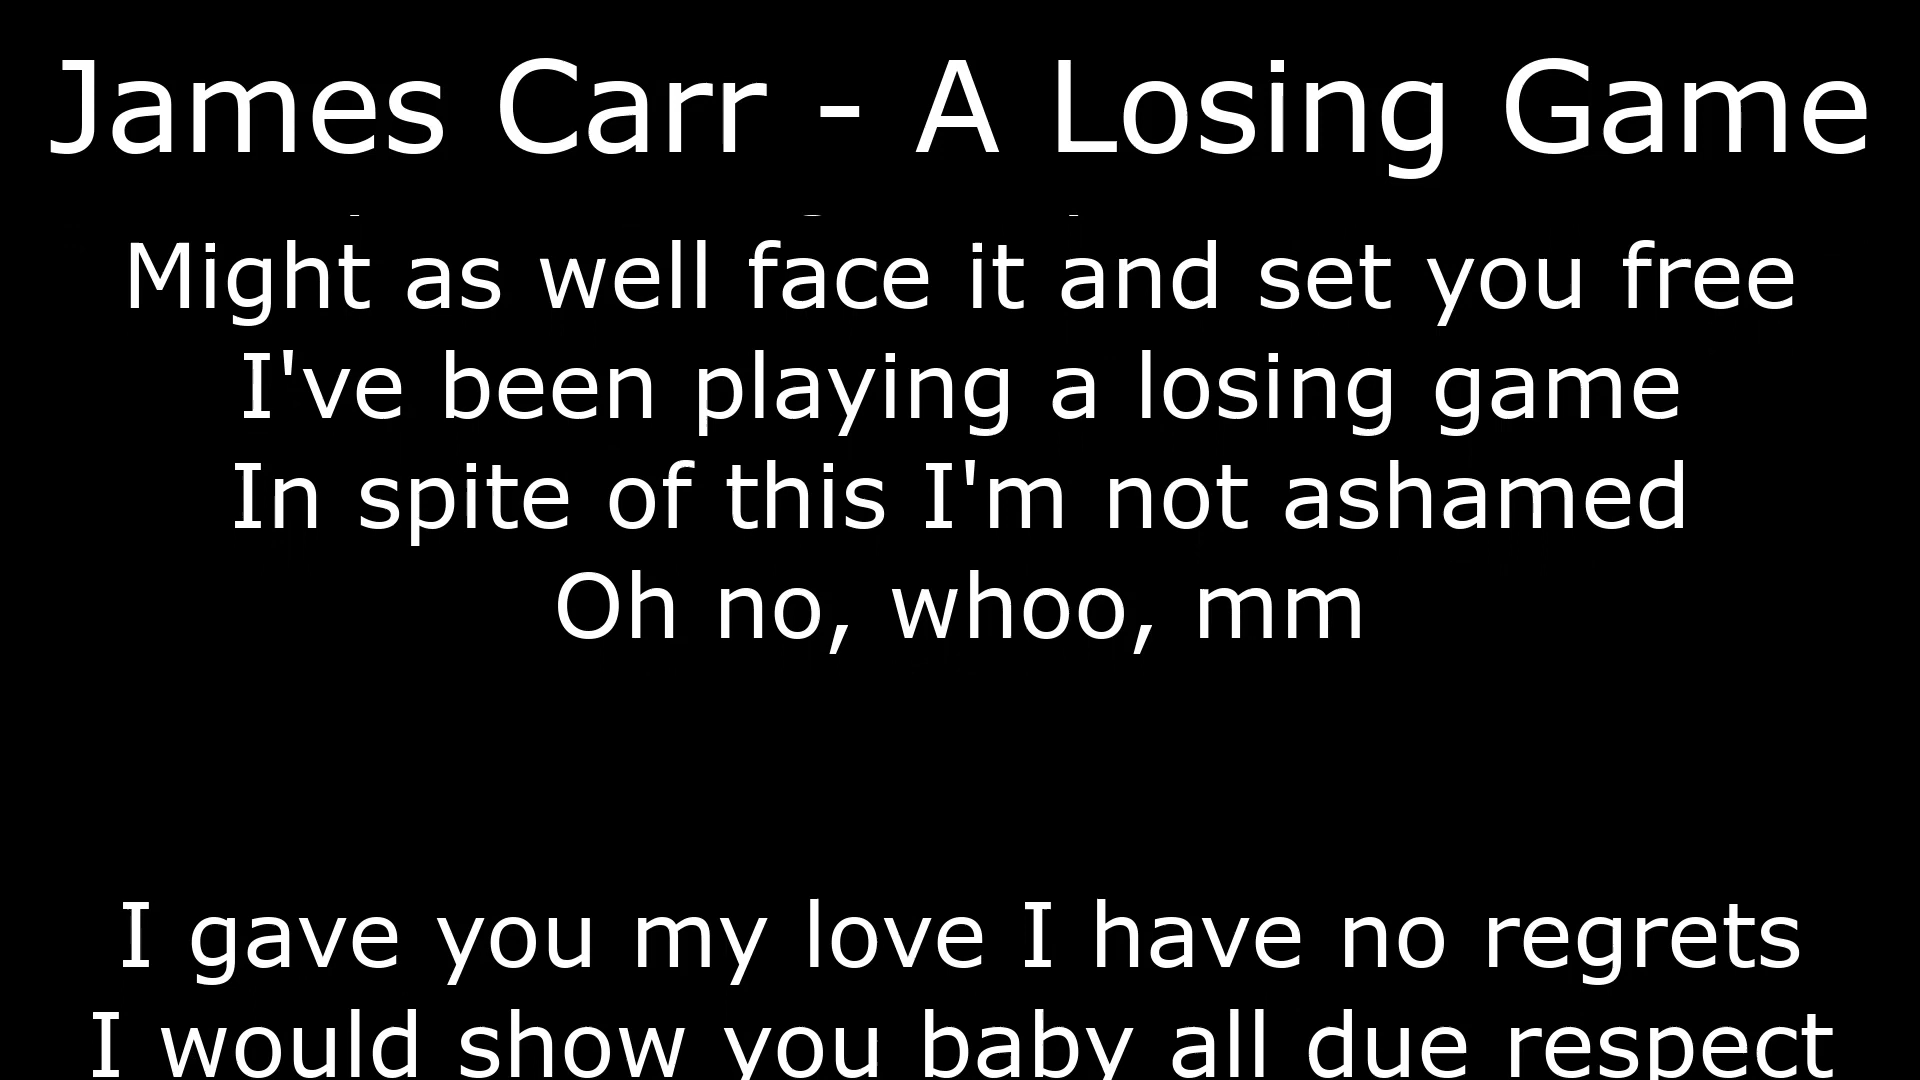 James Carr - A Losing Game
Might as well face it and set you free
I've been playing a losing game
In spite of this I'm not ashamed
Oh no, whoo, mm
I gave you my love I have no regrets
I would show you baby all due respect